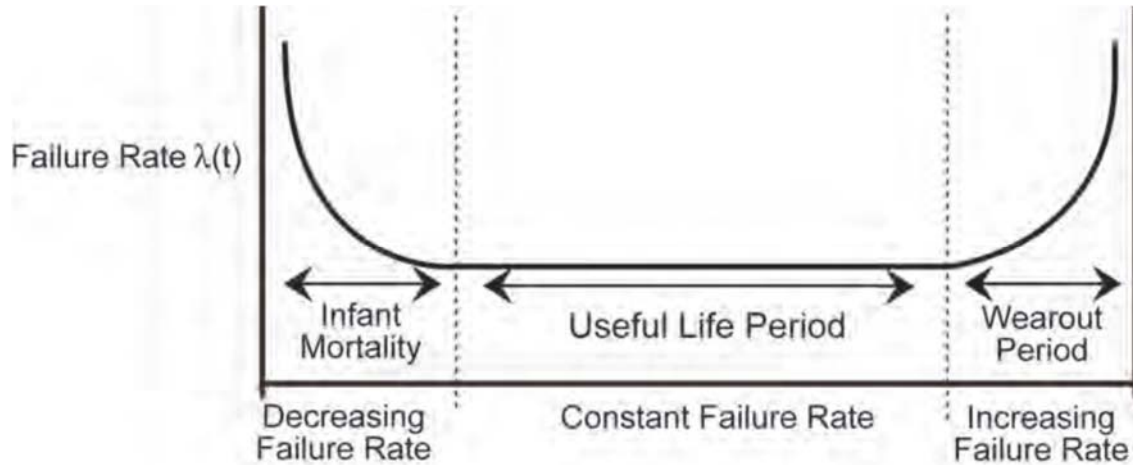 Failure Rate λ(t)
Infant
Mortality
Useful Life Period
Wearout
Period
Decreasing
Failure Rate
Constant Failure Rate
Increasing
Failure Rate